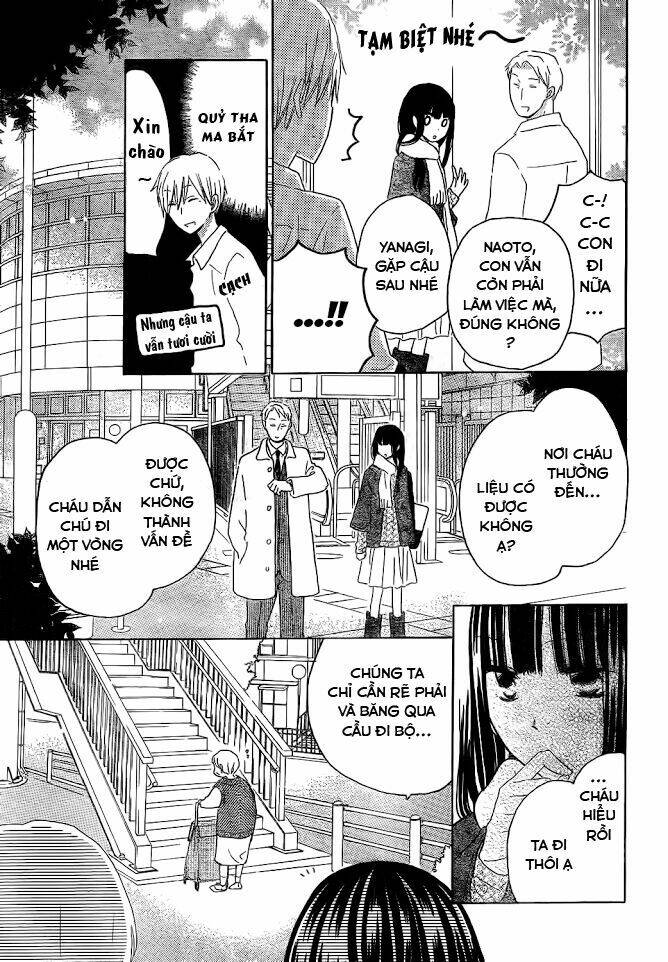 TẠM BIỆT NHÉ
C-!
C-C
CON
ĐI
NỮA
...
NAOTO,
CON VẪN
CÒN PHẢI
LÀM VIỆC MÃ,
ĐÚNG KHÔNG
?
YANAGI,
GẶP CẬU
SAU NHÉ
....!!
QUỶ THA
MA BẮT
Xin
chào
CẠCH
Nhưng cậu ta
vẫn tươi cười
NƠI CHÁU
THƯỜNG
ĐẾN...
LIỆU CÓ
ĐƯỢC
KHÔNG
Ạ?
ĐƯỢC
CHỨ,
KHÔNG
THÀNH
VẤN ĐỀ
CHÁU DẪN
CHÚ ĐI
MỘT VÒNG
NHÉ
...
CHÁU
HIỂU
RỒI
TA ĐI
THÔI Ạ
CHÚNG TA
CHỈ CẦN RẼ PHẢI
VÀ BĂNG QUA
CẦU ĐI BỘ...